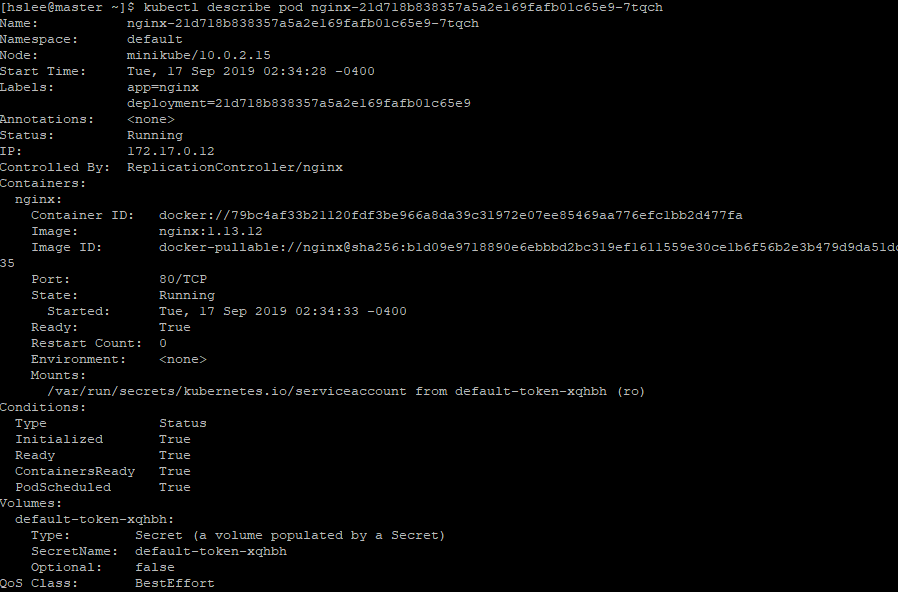 [hslee@master ~]$ kubectl describe pod nginx-21d718b838357a5a2e169fafb01c65e9-7tqch
Name:           nginx-21d718b838357a5a2e169fafb01c65e9-7tqch
Namespace:      default
Node:           minikube/10.0.2.15
Start Time:     Tue, 17 Sep 2019 02:34:28 -0400
Labels:         app=nginx
                deployment=21d718b838357a5a2e169fafb01c65e9
Annotations:    <none>
Status:         Running
IP:             172.17.0.12
Controlled By:  ReplicationController/nginx
Containers:
  nginx:
    Container ID:   docker://79bc4af33b21120fdf3be966a8da39c31972e07ee85469aa776efc1bb2d477fa
    Image:          nginx:1.13.12
    Image ID:       docker-pullable://nginx@sha256:b1d09e9718890e6ebbbd2bc319ef1611559e30ce1b6f56b2e3b479d9da51dc
35
    Port:           80/TCP
    State:          Running
      Started:      Tue, 17 Sep 2019 02:34:33 -0400
    Ready:          True
    Restart Count:  0
    Environment:    <none>
    Mounts:
      /var/run/secrets/kubernetes.io/serviceaccount from default-token-xqhbh (ro)
Conditions:
  Type              Status
  Initialized       True
  Ready             True
  ContainersReady   True
  PodScheduled      True
Volumes:
  default-token-xqhbh:
    Type:        Secret (a volume populated by a Secret)
    SecretName:  default-token-xqhbh
    Optional:    false
QoS Class:       BestEffort